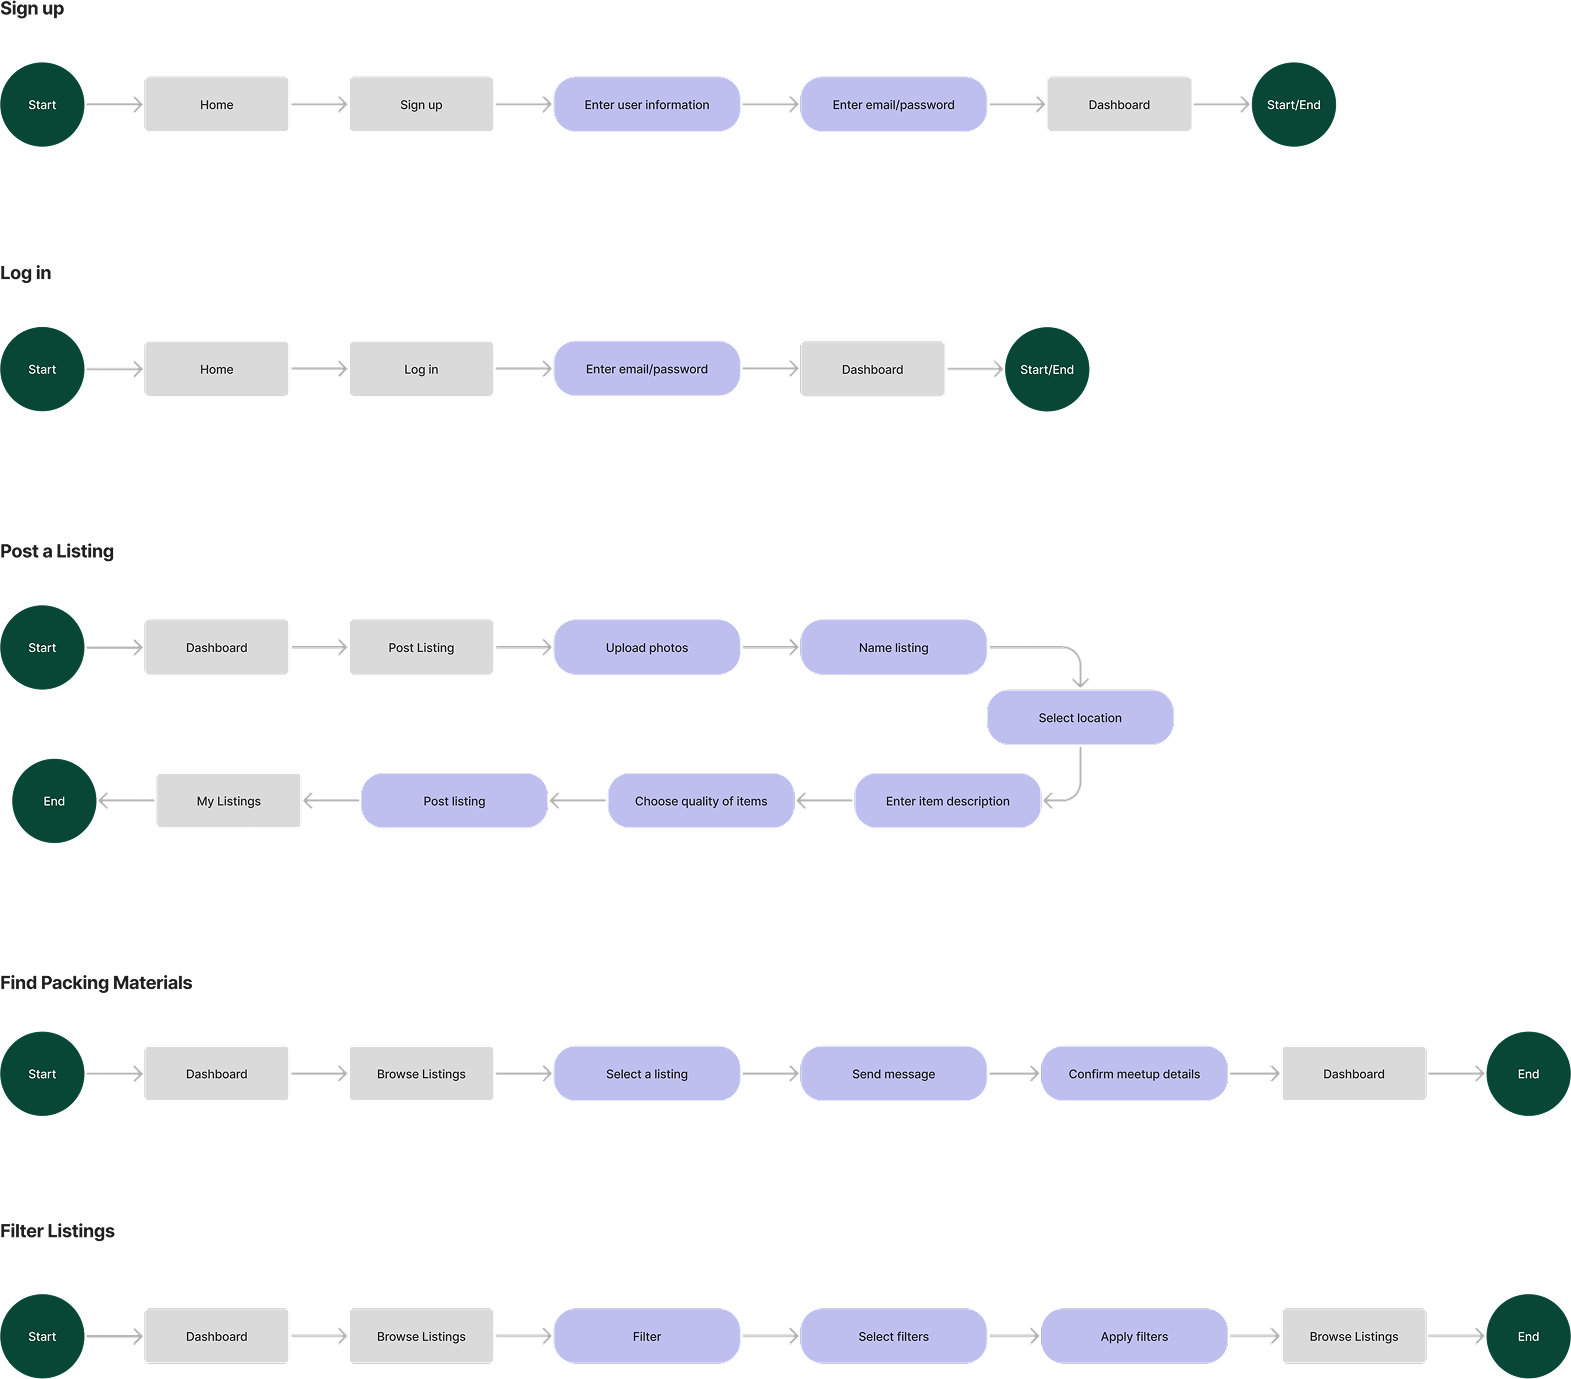 Sign up
Start
Home
Sign up
Enter user information
Enter email/password
Dashboard
Start/End
Log in
Start
Home
Log in
Enter email/password
Dashboard
Start/End
Post a Listing
Start
Dashboard
Post Listing
Upload photos
Name listing
Select location
Enter item description
Choose quality of items
Post listing
My Listings
End
Find Packing Materials
Start
Dashboard
Browse Listings
Select a listing
Send message
Confirm meetup details
Dashboard
End
Filter Listings
Start
Dashboard
Browse Listings
Filter
Select filters
Apply filters
Browse Listings
End